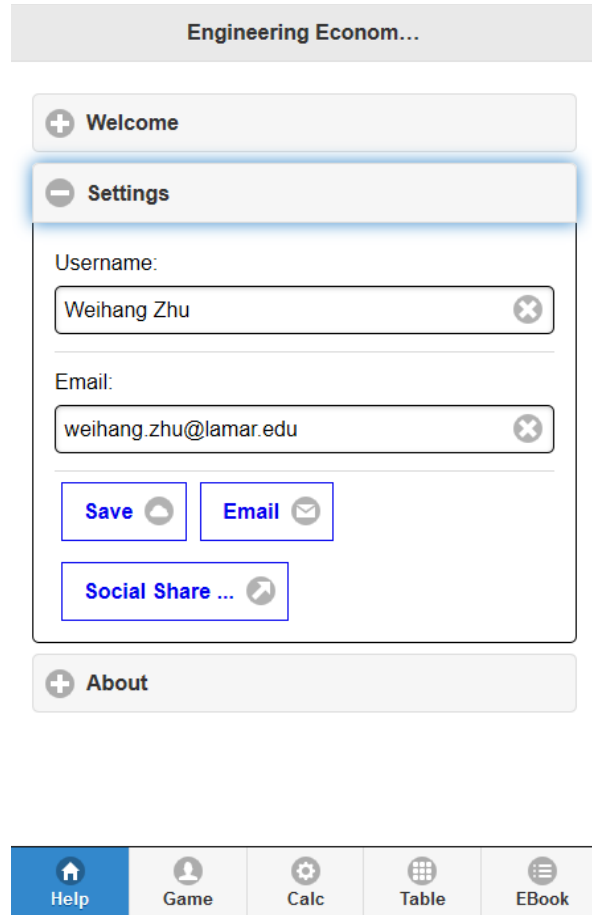 Engineering Econom...
Welcome
Settings
Username:
Weihang Zhu
Email:
weihang.zhu@lamar.edu
Save Email
Social Share ...
About
Help Game Calc Table EBook